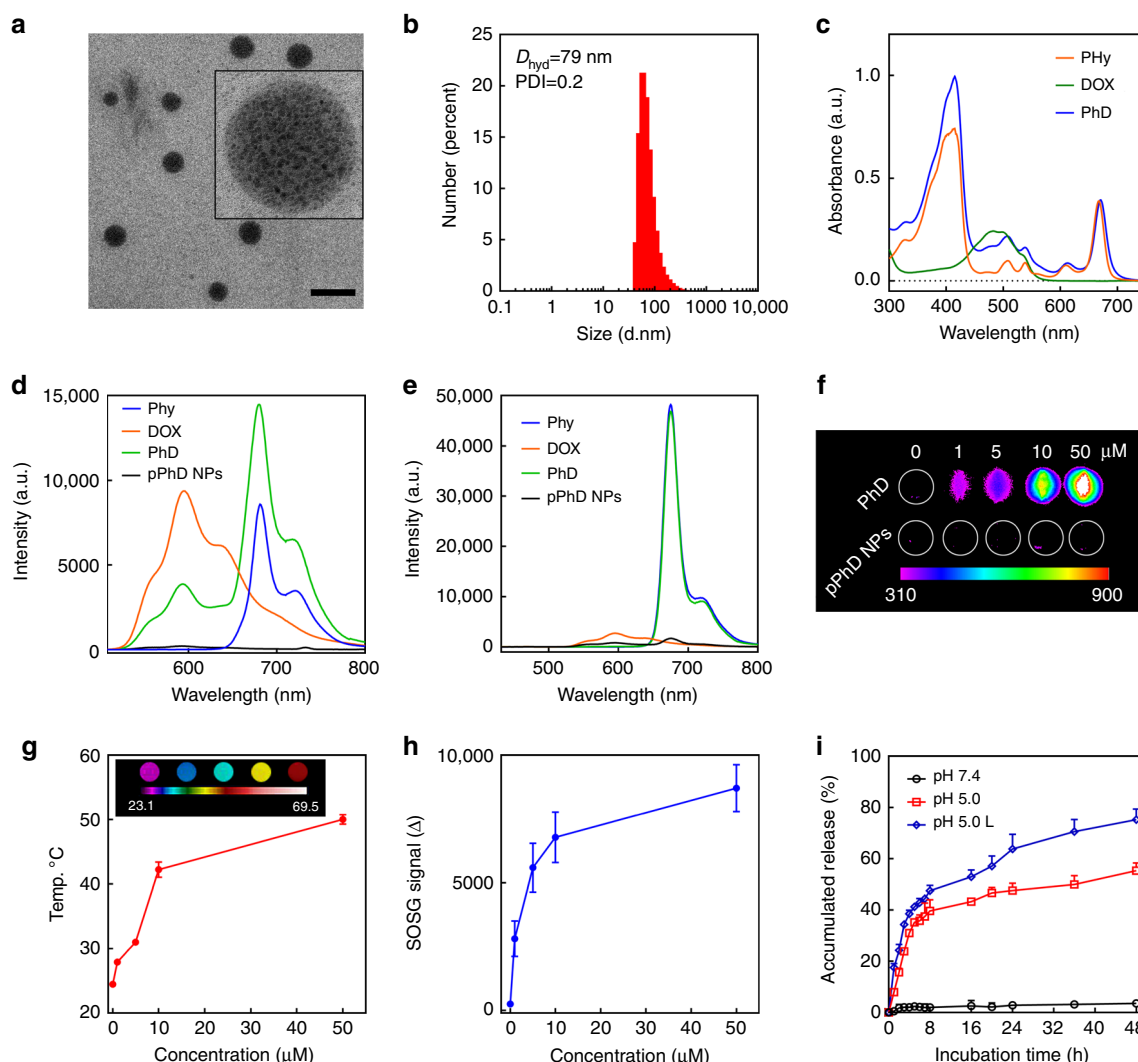 a
b
D hyd=79 nm
PDI=0.2
Number (percent)
25
20
15
10
5
0
0.1 1 10 100 1000 10,000
Size (d.nm)
c
PHy
DOX
PhD
Absorbance (a.u.)
1.0
0.5
0.0
300 400 500 600 700
Wavelength (nm)
d
Phy
DOX
PhD
pPhD NPs
Intensity (a.u.)
15,000
10,000
5000
0
600 700 800
Wavelength (nm)
e
Phy
DOX
PhD
pPhD NPs
Intensity (a.u.)
50,000
40,000
30,000
20,000
10,000
0
500 600 700 800
Wavelength (nm)
f
0 1 5 10 50 μM
PhD
pPhD NPs
310 900
g
23.1 69.5
Temp. °C
60
50
40
30
20
0 10 20 30 40 50
Concentration (μM)
h
SOSG signal (Δ)
10,000
5000
0
0 10 20 30 40 50
Concentration (μM)
i
pH 7.4
pH 5.0
pH 5.0 L
Accumulated release (%)
100
80
60
40
20
0
0 8 16 24 32 40 48
Incubation time (h)